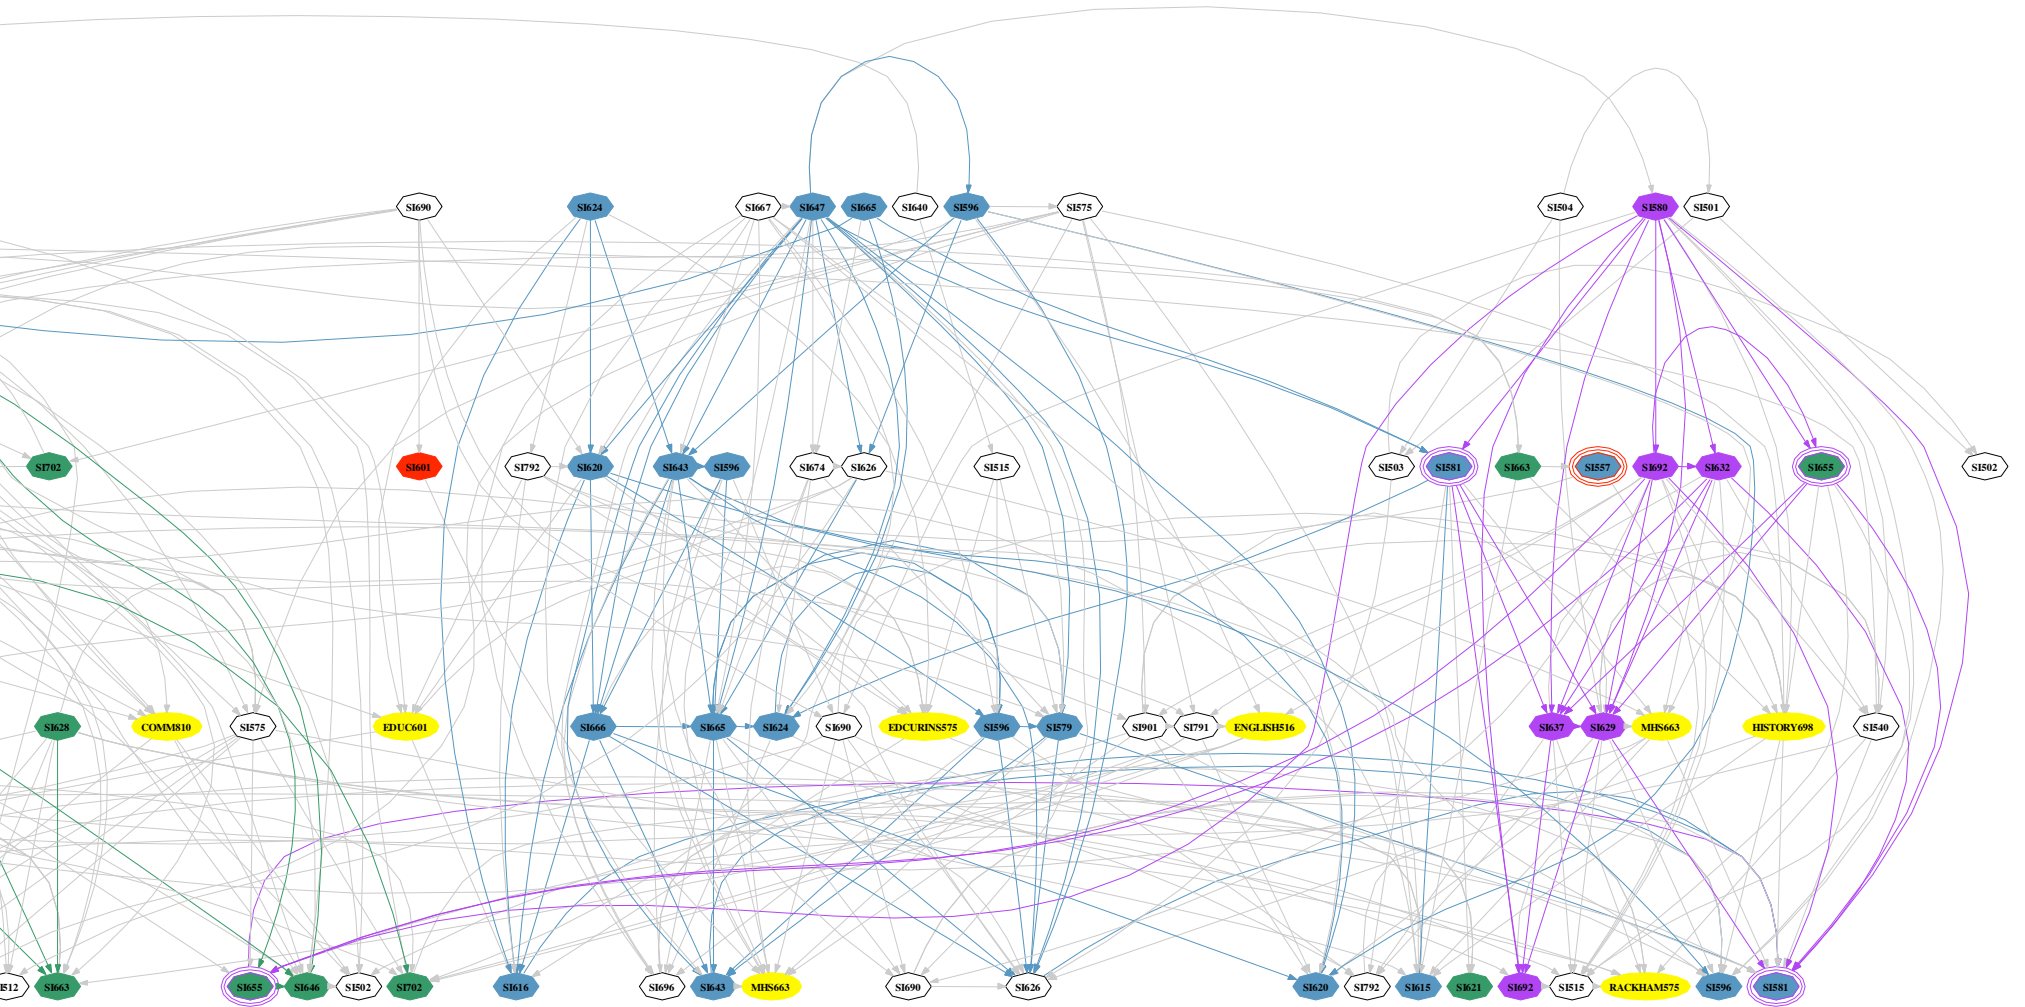 SI690 SI624 SI667 SI647 SI665 SI640 SI596 SI575 SI504 SI580 SI501
SI702 SI601 SI792 SI620 SI643 SI596 SI674 SI626 SI515 SI503 SI581 SI663 SI557 SI692 SI632 SI655 SI502
SI628 COMM810 SI575 EDUC601 SI666 SI665 SI624 SI690 EDCURINS575 SI596 SI579 SI901 SI791 ENGLISH516 SI637 SI629 MHS663 HISTORY698 SI540
SI512 SI663 SI655 SI646 SI502 SI702 SI616 SI696 SI643 MHS663 SI690 SI626 SI620 SI792 SI615 SI621 SI692 SI515 RACKHAM575 SI596 SI581